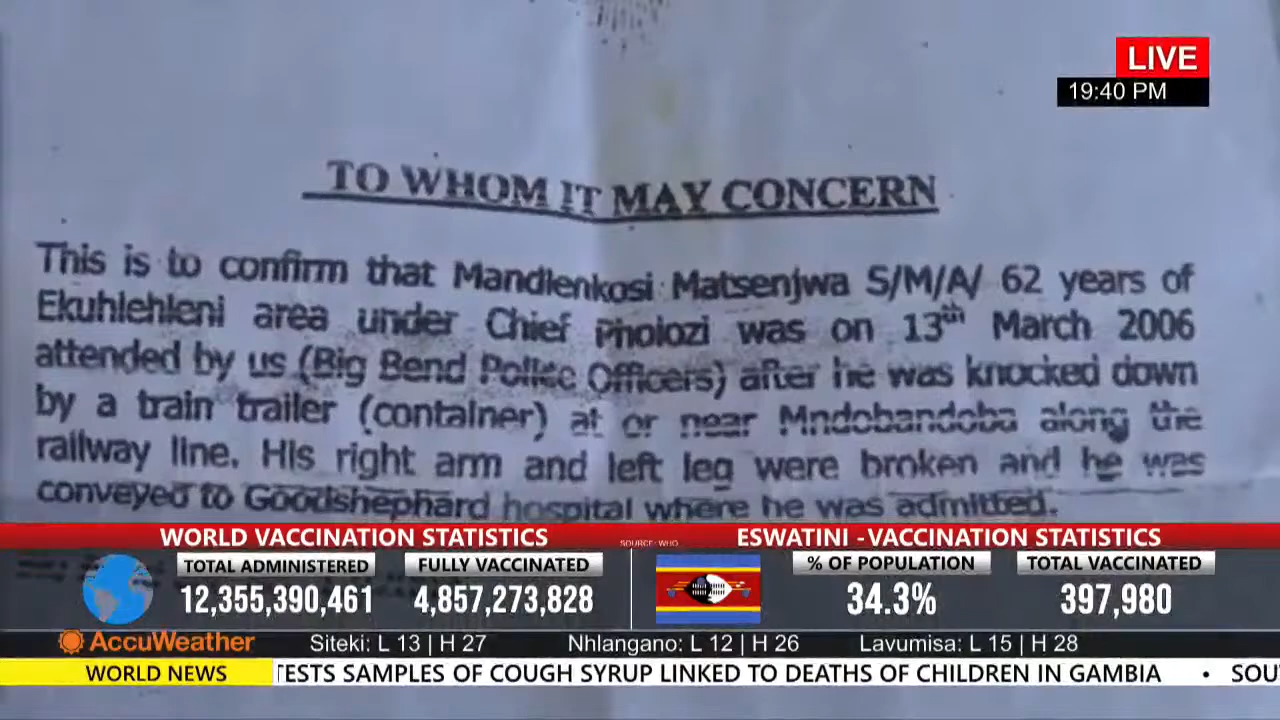 LIVE
19:40 PM
TO WHOM IT MAY CONCERN
This is to confirm that Mandlenkosi Matsenjwa S/M/A/ 62 years of
Ekuhlehleni area under Chief Pholozi was on 13th March 2006
attended by us (Big Bend Police Officers) after he was knocked down
by a train trailer (container) at or near Mndobandoba along the
railway line. His right arm and left leg were broken and he was
conveyed to Goodshephard hospital where he was admitted.
WORLD VACCINATION STATISTICS
SOURCE: WHO
ESWATINI -VACCINATION STATISTICS
TOTAL ADMINISTERED
FULLY VACCINATED
% OF POPULATION
TOTAL VACCINATED
12,355,390,461
4,857,273,828
34.3%
397,980
AccuWeather
Siteki: L 13 | H 27
Nhlangano: L 12 | H 26
Lavumisa: L 15 | H 28
WORLD NEWS
TESTS SAMPLES OF COUGH SYRUP LINKED TO DEATHS OF CHILDREN IN GAMBIA • SOU